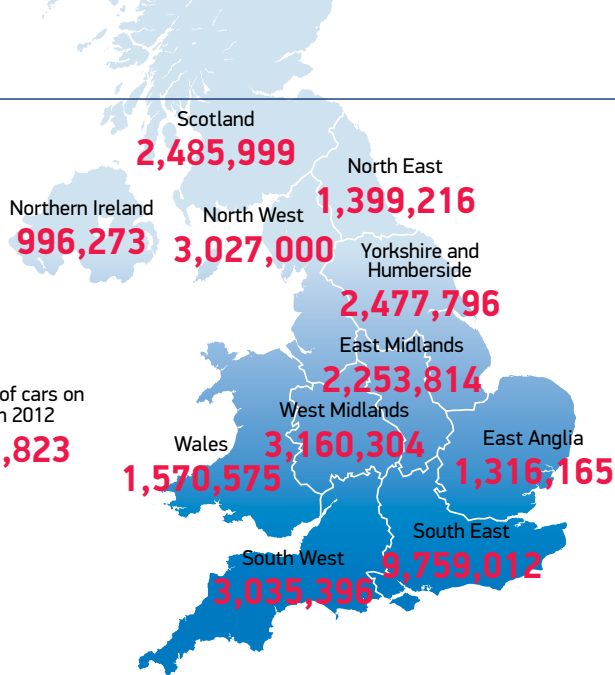 Scotland
2,485,999
North East
1,399,216
Northern Ireland
996,273
North West
3,027,000
Yorkshire and
Humberside
2,477,796
East Midlands
2,253,814
of cars on
n 2012
,823
West Midlands
3,160,304
Wales
1,570,575
East Anglia
1,316,165
South East
9,759,012
South West
3,035,396